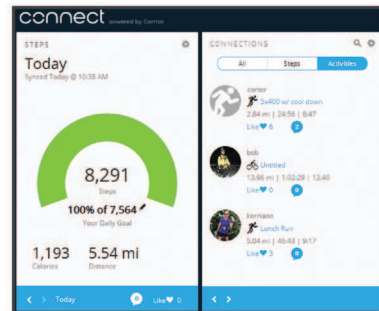 connect powered by Garmin
STEPS
Today
Synced Today @ 10:38 AM
8,291
Steps
100% of 7,564
Your Daily Goal
1,193
Calories
5.54 mi
Distance
Today
0
Like 0
CONNECTIONS
All
Steps
Activities
carter
5x400 w/ cool down
2.84 mi | 24:56 | 8:47
Like 6
2
bob
Untitled
13.96 mi | 1:02:29 | 13.40
Like 0
0
kerriann
Lunch Run
5.04 mi | 46:43 | 9:17
Like 3
0